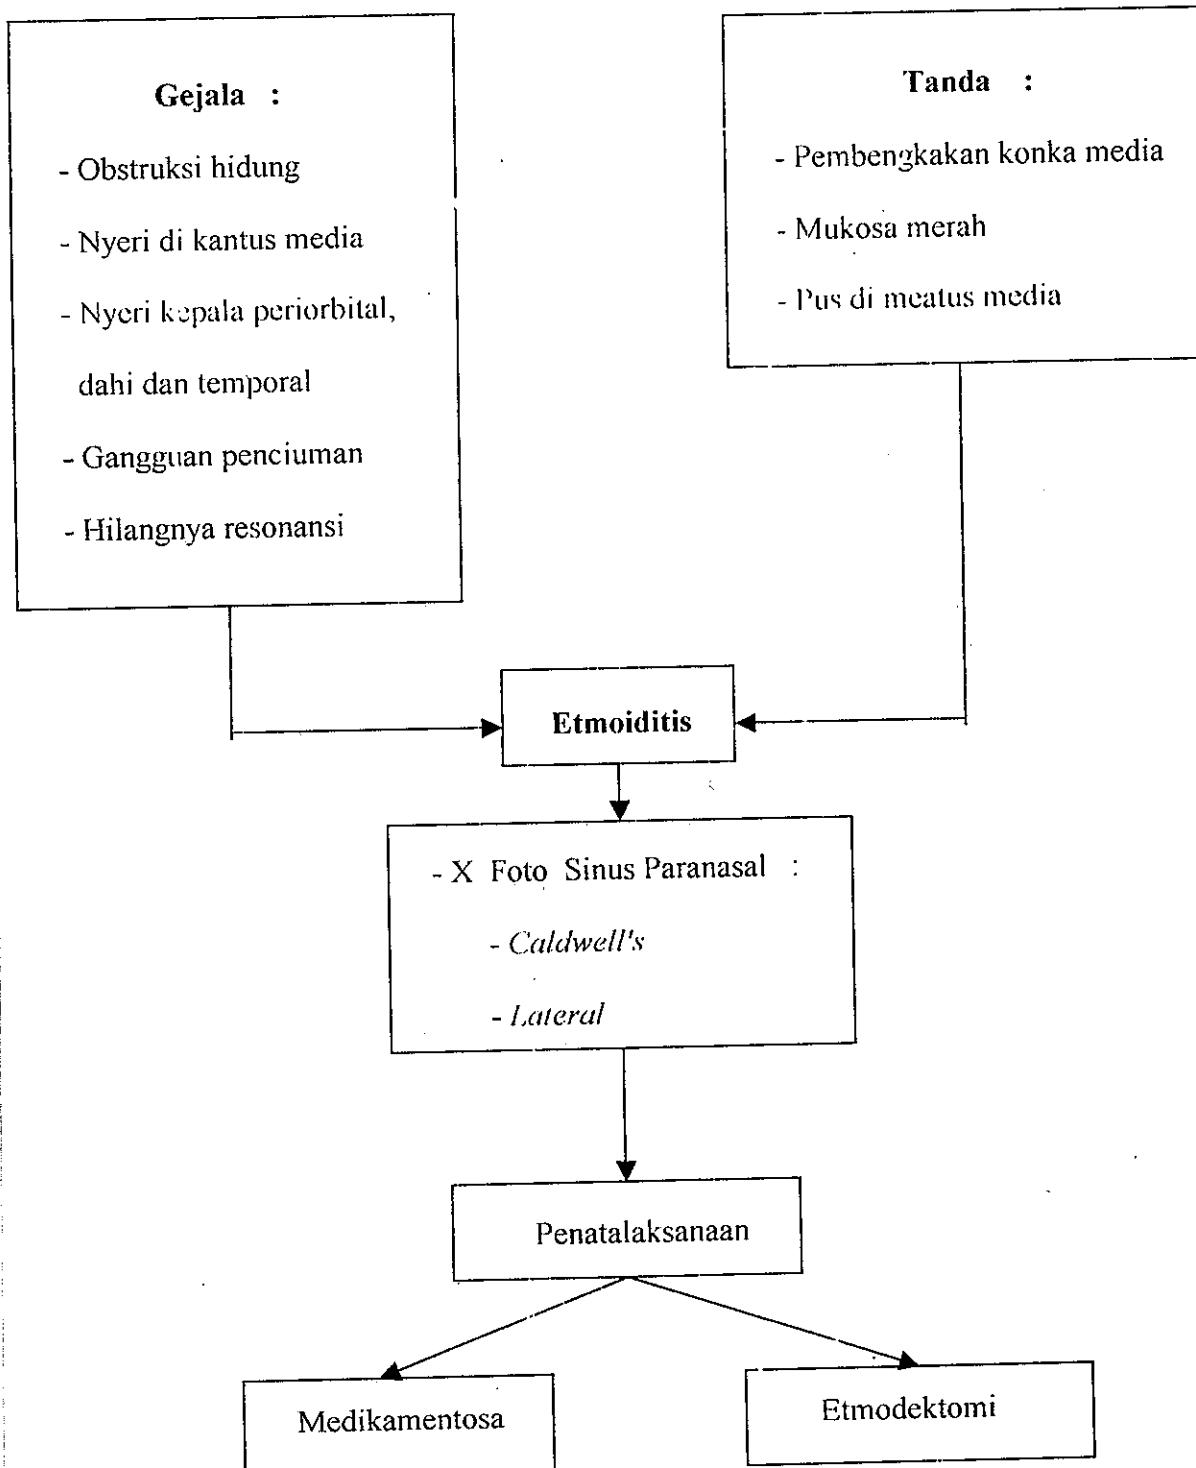 Gejala :
- Obstruksi hidung
- Nyeri di kantus media
- Nyeri kepala periorbital,
dahi dan temporal
- Gangguan penciuman
- Hilangnya resonansi
Tanda :
- Pembengkakan konka media
- Mukosa merah
- Pus di meatus media
Etmoiditis
- X Foto Sinus Paranasal :
- Caldwell's
- Lateral
Penatalaksanaan
Medikamentosa
Etmodektomi